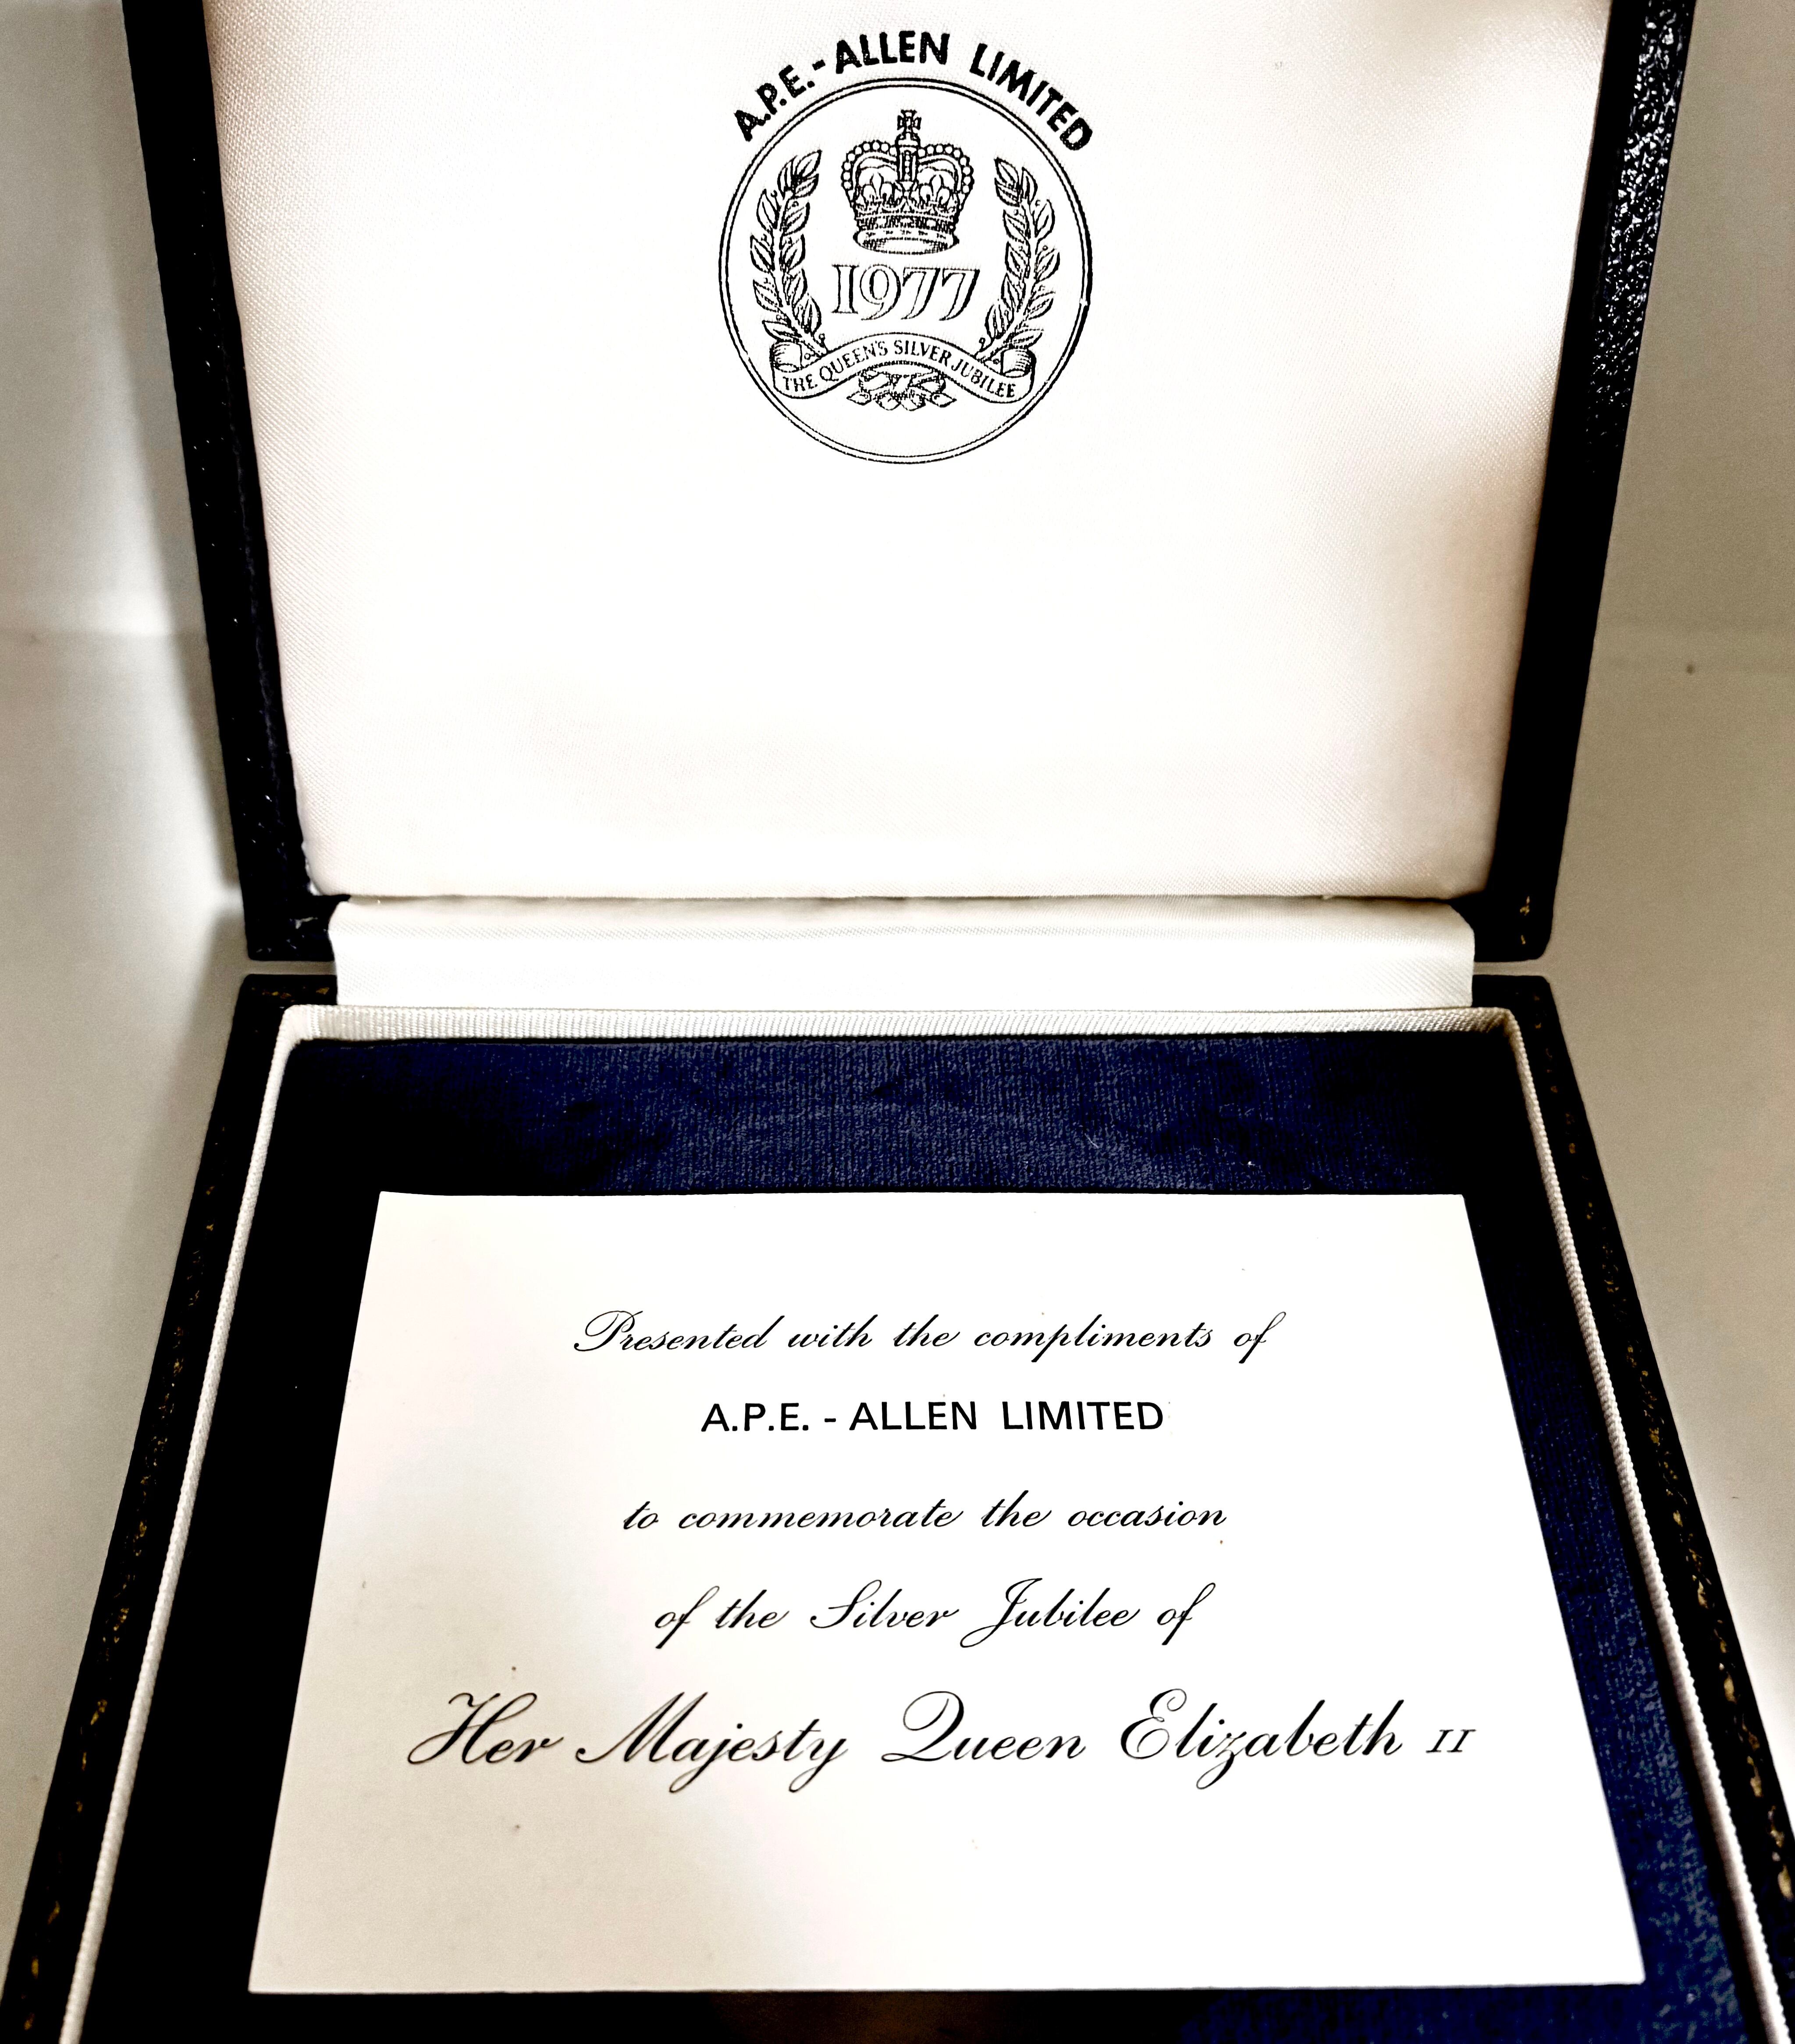 A.P.E.-ALLEN LIMITED
1977
THE QUEEN'S SILVER JUBILEE
Presented with the compliments of
A.P.E. - ALLEN LIMITED
to commemorate the occasion
of the Silver Jubilee of
Her Majesty Queen Elizabeth II